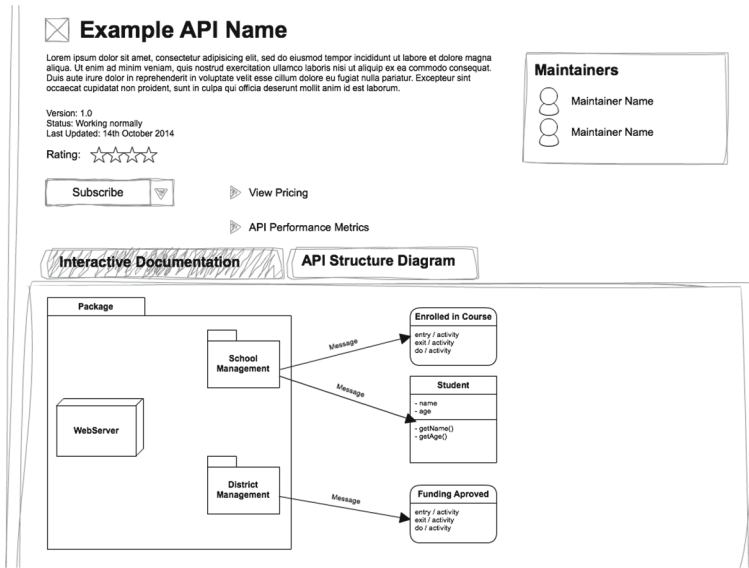 Example API Name
Lorem ipsum dolor sit amet, consectetur adipisicing elit, sed do eiusmod tempor incididunt ut labore et dolore magna
aliqua. Ut enim ad minim veniam, quis nostrud exercitation ullamco laboris nisi ut aliquip ex ea commodo consequat.
Duis aute irure dolor in reprehenderit in voluptate velit esse cillum dolore eu fugiat nulla pariatur. Excepteur sint
occaecat cupidatat non proident, sunt in culpa qui officia deserunt mollit anim id est laborum.
Maintainers
Maintainer Name
Maintainer Name
Version: 1.0
Status: Working normally
Last Updated: 14th October 2014
Rating:
Subscribe
View Pricing
API Performance Metrics
Interactive Documentation
API Structure Diagram
Package
School
Management
WebServer
District
Management
Message
Message
Message
Enrolled in Course
entry / activity
exit / activity
do / activity
Student
- name
- age
- getName()
- getAge()
Funding Aproved
entry / activity
exit / activity
do / activity